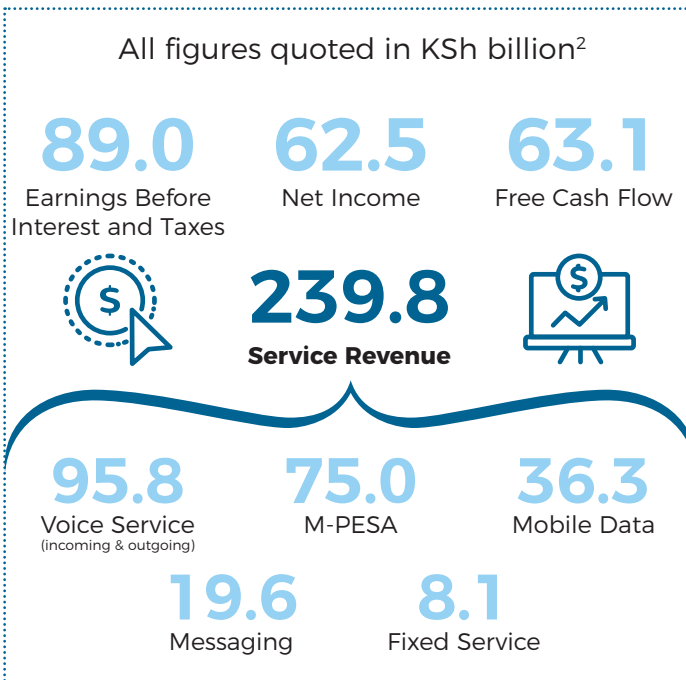 All figures quoted in KSh billion²
89.0 62.5 63.1
Earnings Before Net Income Free Cash Flow
Interest and Taxes
$ 239.8 $
Service Revenue
95.8 75.0 36.3
Voice Service M-PESA Mobile Data
(incoming & outgoing)
19.6 8.1
Messaging Fixed Service